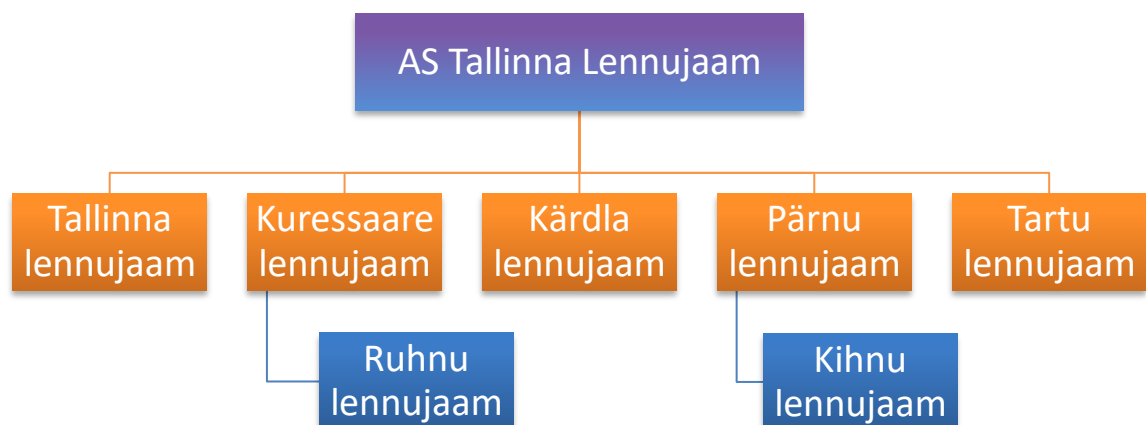 AS Tallinna Lennujaam
Tallinna
lennujaam
Kuressaare
lennujaam
Kärdla
lennujaam
Pärnu
lennujaam
Tartu
lennujaam
Ruhnu
lennujaam
Kihnu
lennujaam